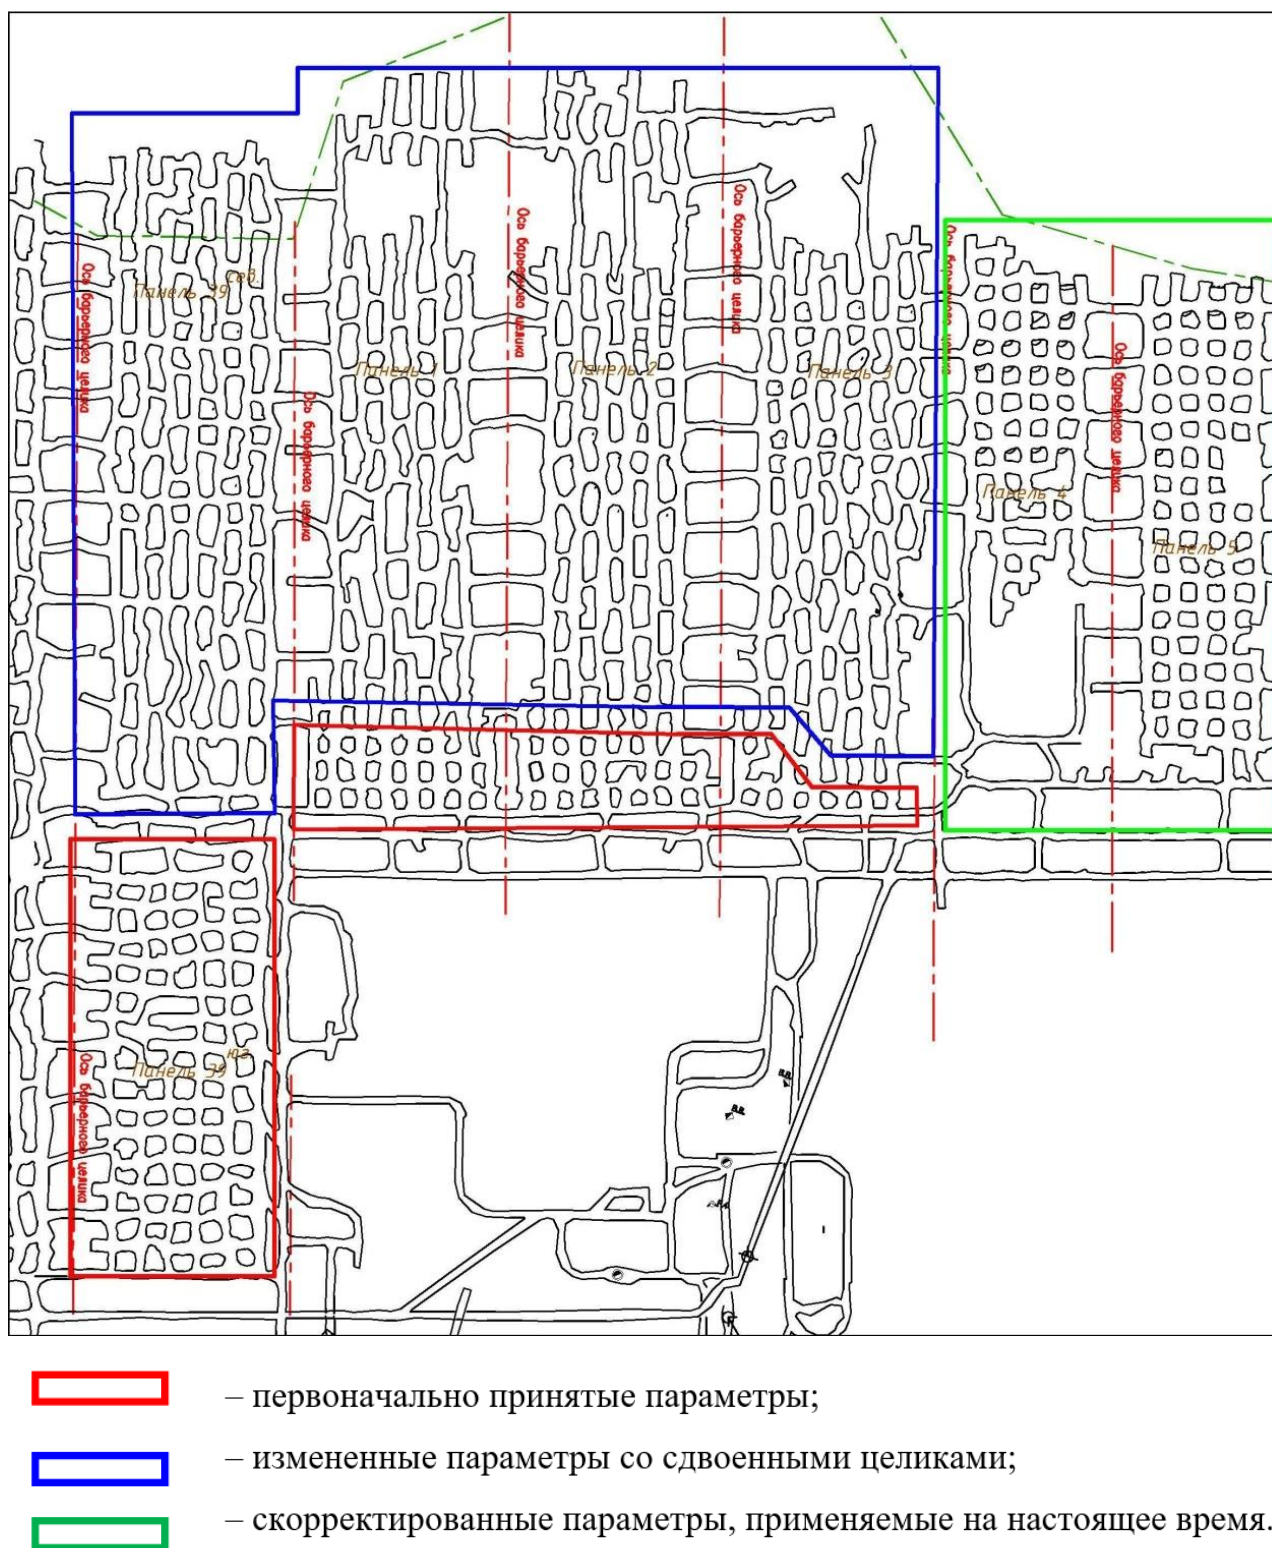 Ось барьерного целика
Ось барьерного целика
Ось барьерного целика
Ось барьерного целика
Панель 39 сев.
Ось барьерного целика
Панель 1
Панель 2
Панель 3
Ось барьерного целика
Панель 4
Панель 5
Панель 39 юг.
Ось барьерного целика
В.В.
В.В.
– первоначально принятые параметры;
– измененные параметры со сдвоенными целиками;
– скорректированные параметры, применяемые на настоящее время.